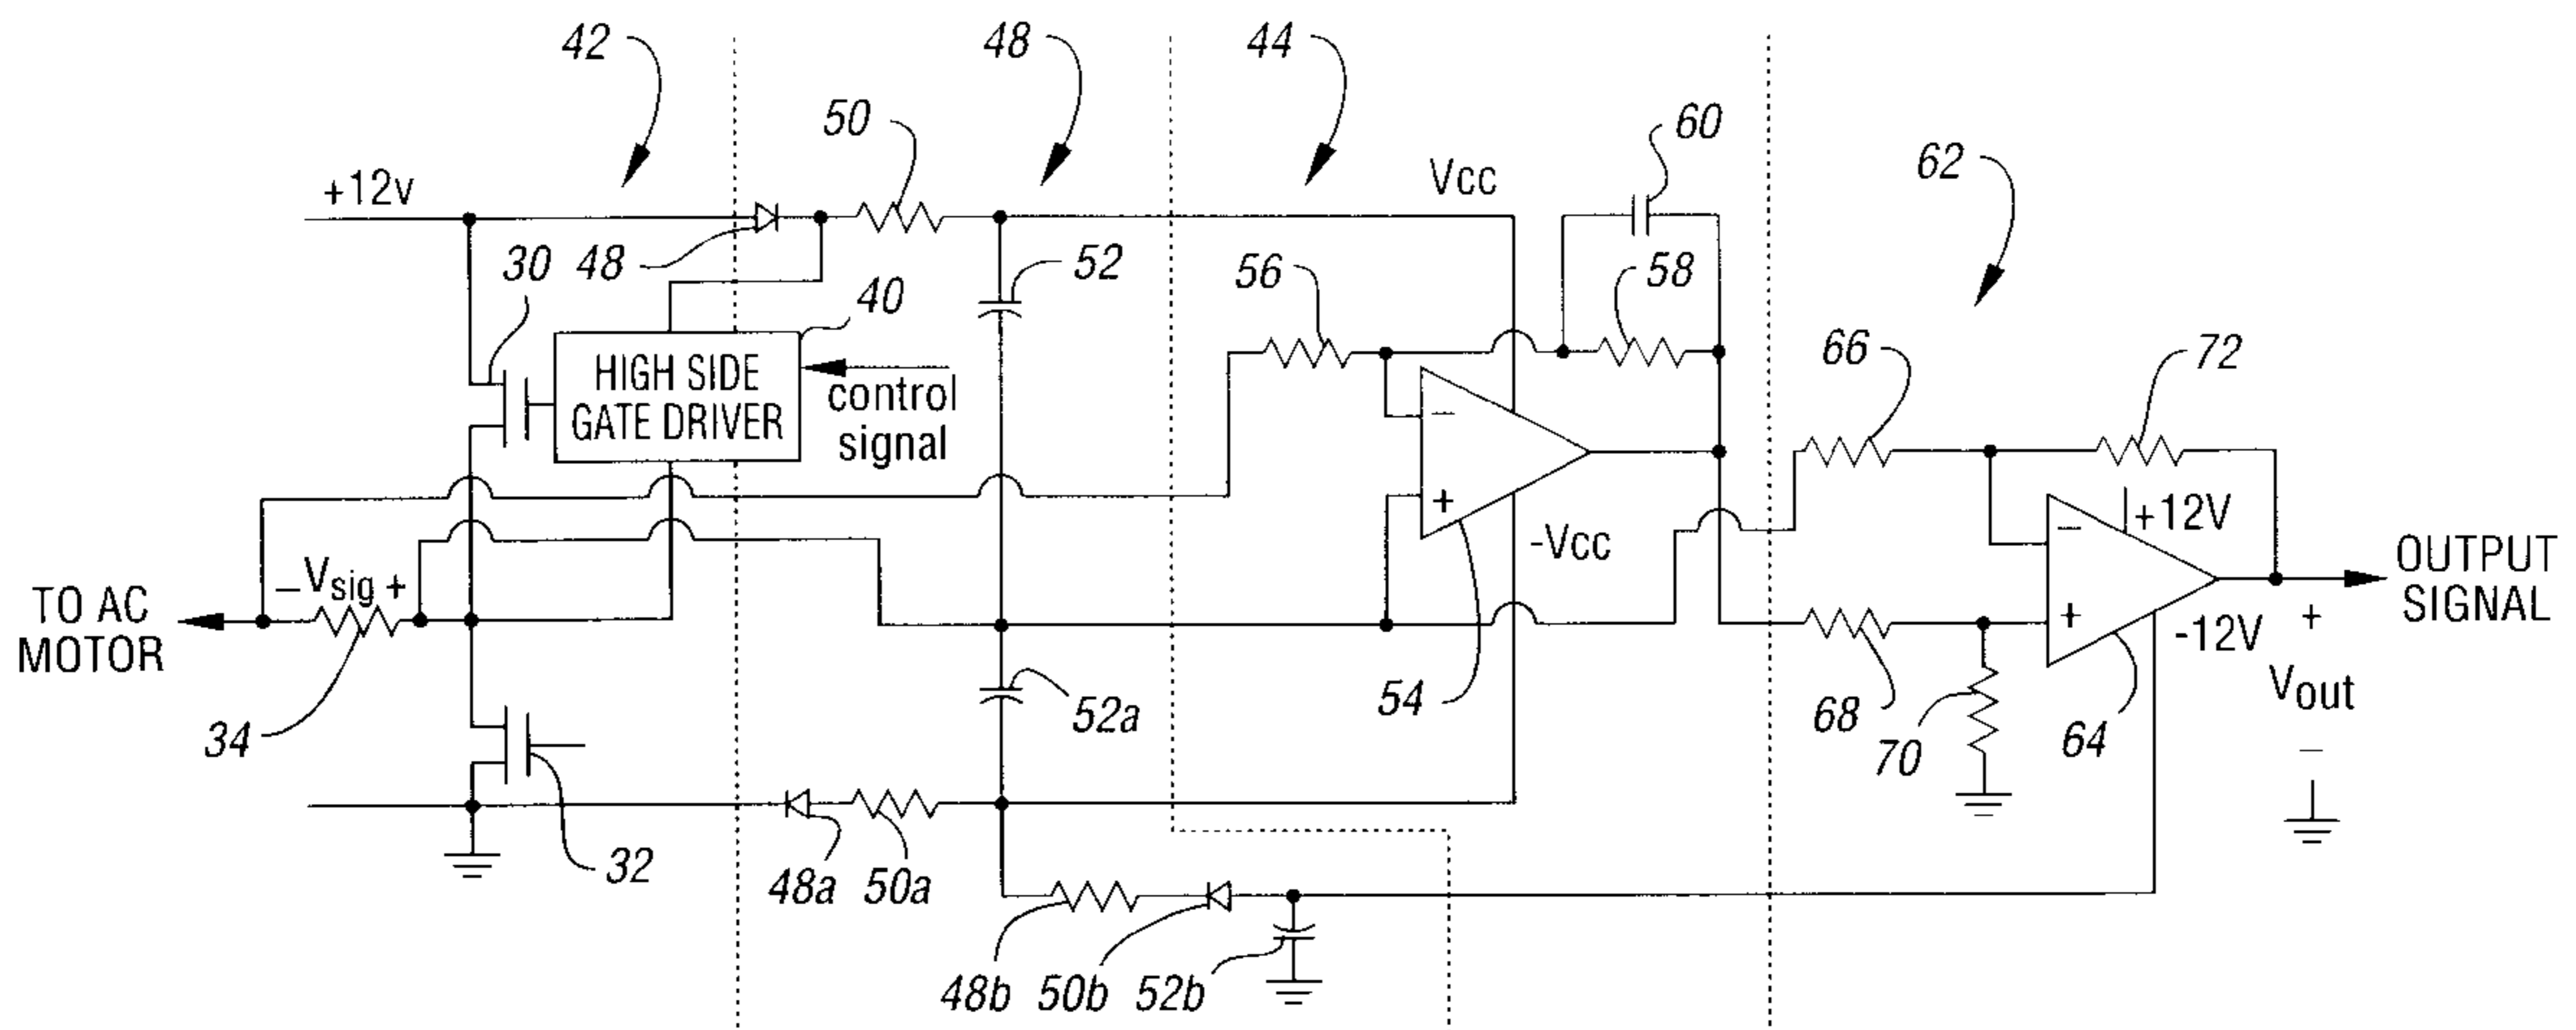 42
48
44
50
60
Vcc
62
+12v
30
48
52
56
58
40
HIGH SIDE
GATE DRIVER
control
signal
66
72
−
+
-Vcc
−
+12V
−Vsig +
TO AC
MOTOR
OUTPUT
SIGNAL
+
-12V
+
Vout
−
34
52a
54
68
70
64
32
48a
50a
48b
50b
52b